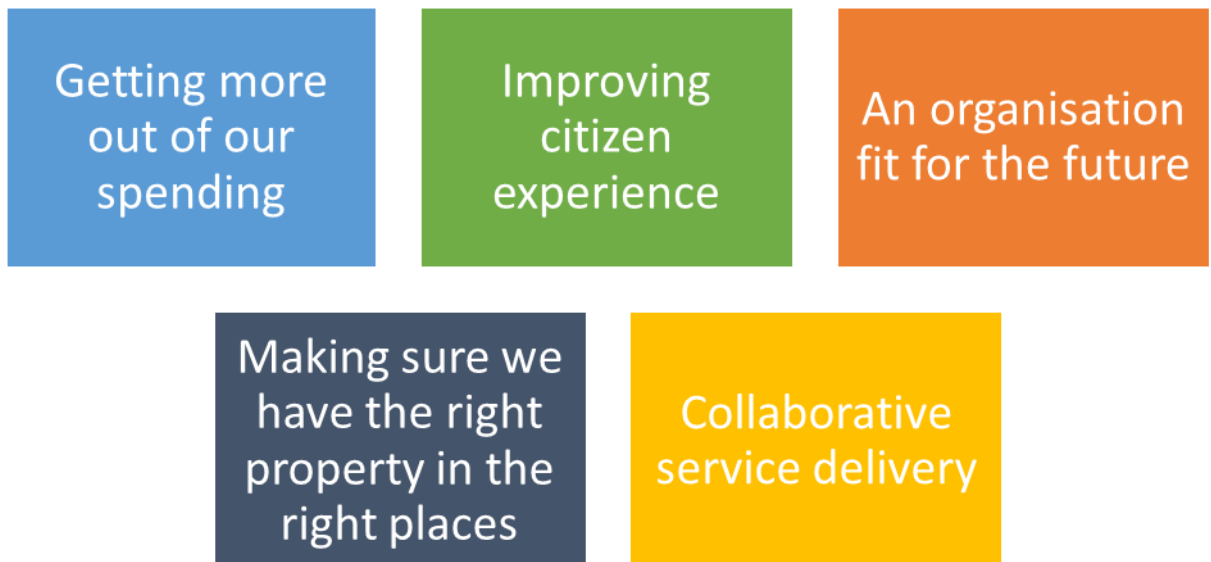 Getting more
out of our
spending
Improving
citizen
experience
An organisation
fit for the future
Making sure we
have the right
property in the
right places
Collaborative
service delivery